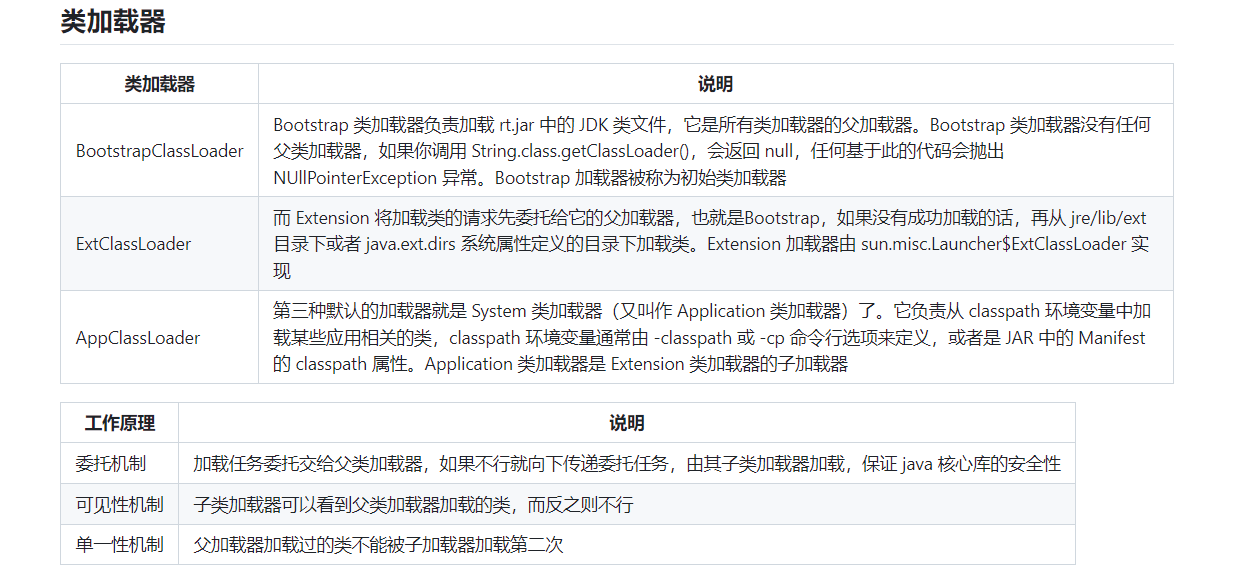 类加载器
类加载器 说明
BootstrapClassLoader
Bootstrap 类加载器负责加载 rt.jar 中的 JDK 类文件，它是所有类加载器的父加载器。Bootstrap 类加载器没有任何
父类加载器，如果你调用 String.class.getClassLoader()，会返回 null，任何基于此的代码会抛出
NUllPointerException 异常。Bootstrap 加载器被称为初始类加载器
ExtClassLoader
而 Extension 将加载类的请求先委托给它的父加载器，也就是Bootstrap，如果没有成功加载的话，再从 jre/lib/ext
目录下或者 java.ext.dirs 系统属性定义的目录下加载类。Extension 加载器由 sun.misc.Launcher$ExtClassLoader 实
现
AppClassLoader
第三种默认的加载器就是 System 类加载器（又叫作 Application 类加载器）了。它负责从 classpath 环境变量中加
载某些应用相关的类，classpath 环境变量通常由 -classpath 或 -cp 命令行选项来定义，或者是 JAR 中的 Manifest
的 classpath 属性。Application 类加载器是 Extension 类加载器的子加载器
工作原理 说明
委托机制 加载任务委托交给父类加载器，如果不行就向下传递委托任务，由其子类加载器加载，保证 java 核心库的安全性
可见性机制 子类加载器可以看到父类加载器加载的类，而反之则不行
单一性机制 父加载器加载过的类不能被子加载器加载第二次